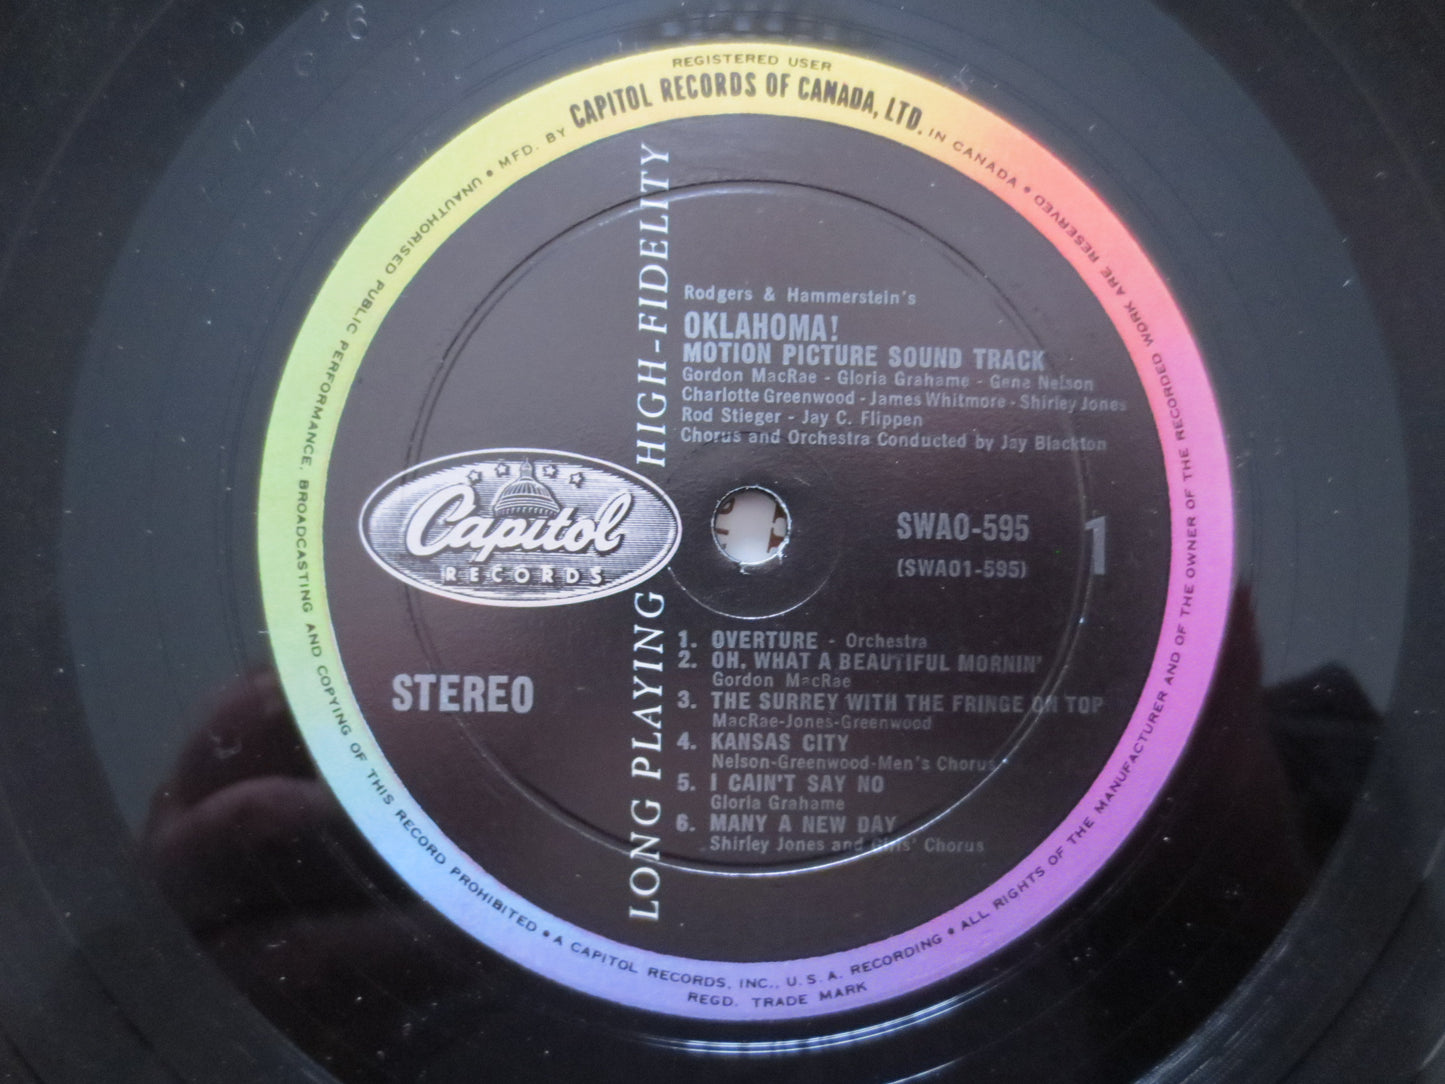 REGISTERED USER
MFD. BY CAPITOL RECORDS OF CANADA, LTD. IN CANADA • ALL RIGHTS OF THE MANUFACTURER AND OF THE OWNER OF THE RECORDED WORK ARE RESERVED
UNAUTHORISED PUBLIC PERFORMANCE, BROADCASTING AND COPYING OF THIS RECORD PROHIBITED • A CAPITOL RECORDS, INC., U.S.A. RECORDING •
REGD. TRADE MARK
LONG PLAYING HIGH-FIDELITY
Rodgers & Hammerstein's
OKLAHOMA!
MOTION PICTURE SOUND TRACK
Gordon MacRae - Gloria Grahame - Gene Nelson
Charlotte Greenwood - James Whitmore - Shirley Jones
Rod Stieger - Jay C. Flippen
Chorus and Orchestra Conducted by Jay Blackton
Capitol
RECORDS
SWAO-595
(SWAO1-595)
1
STEREO
1. OVERTURE - Orchestra
2. OH, WHAT A BEAUTIFUL MORNIN'
Gordon MacRae
3. THE SURREY WITH THE FRINGE ON TOP
MacRae-Jones-Greenwood
4. KANSAS CITY
Nelson-Greenwood-Men's Chorus
5. I CAIN'T SAY NO
Gloria Grahame
6. MANY A NEW DAY
Shirley Jones and Girls' Chorus